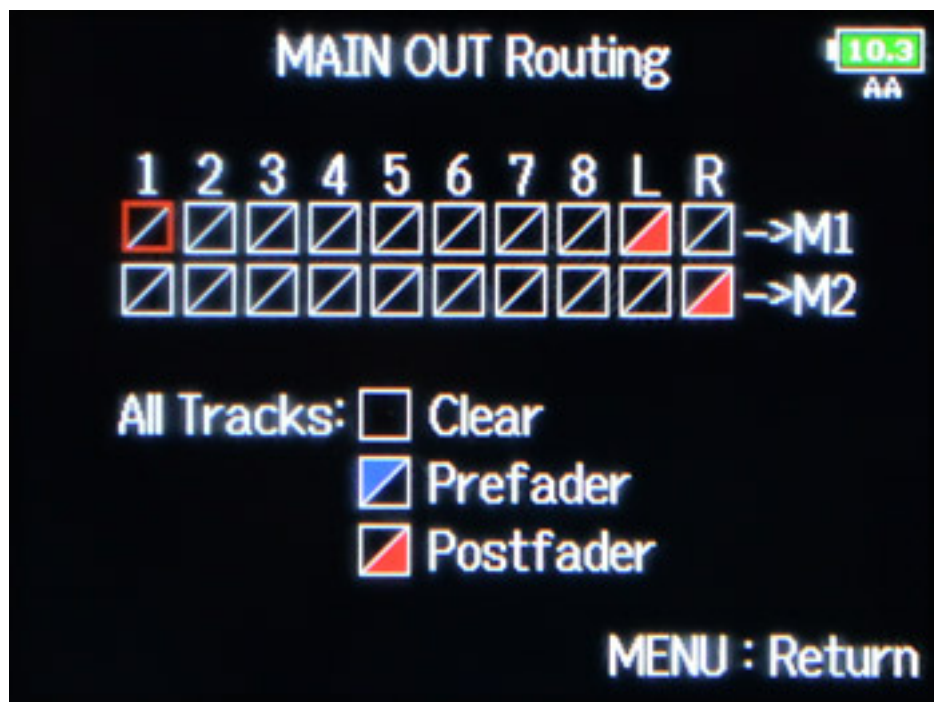 MAIN OUT Routing
10.3
AA
1 2 3 4 5 6 7 8 L R
->M1
->M2
All Tracks: Clear
Prefader
Postfader
MENU : Return